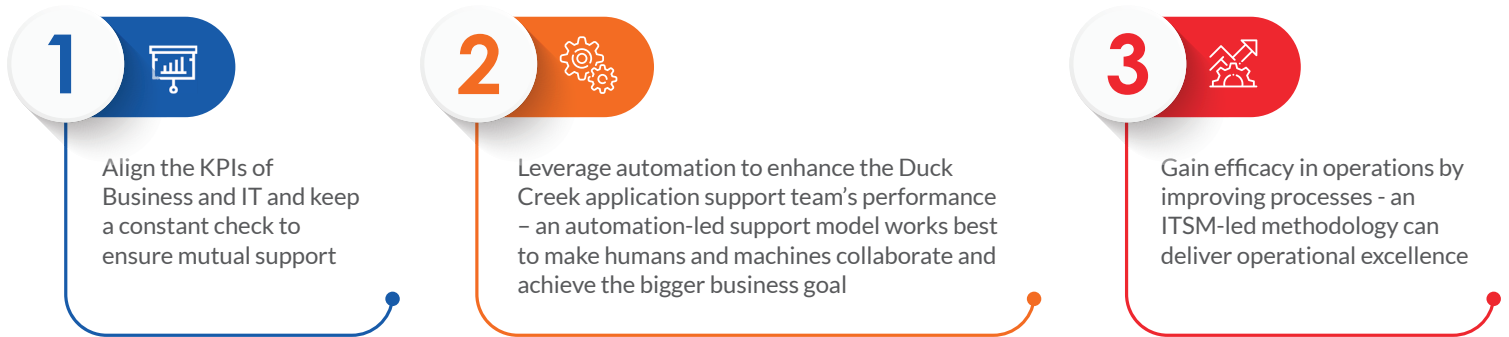 1
Align the KPIs of
Business and IT and keep
a constant check to
ensure mutual support
2
Leverage automation to enhance the Duck
Creek application support team’s performance
– an automation-led support model works best
to make humans and machines collaborate and
achieve the bigger business goal
3
Gain efficacy in operations by
improving processes - an
ITSM-led methodology can
deliver operational excellence